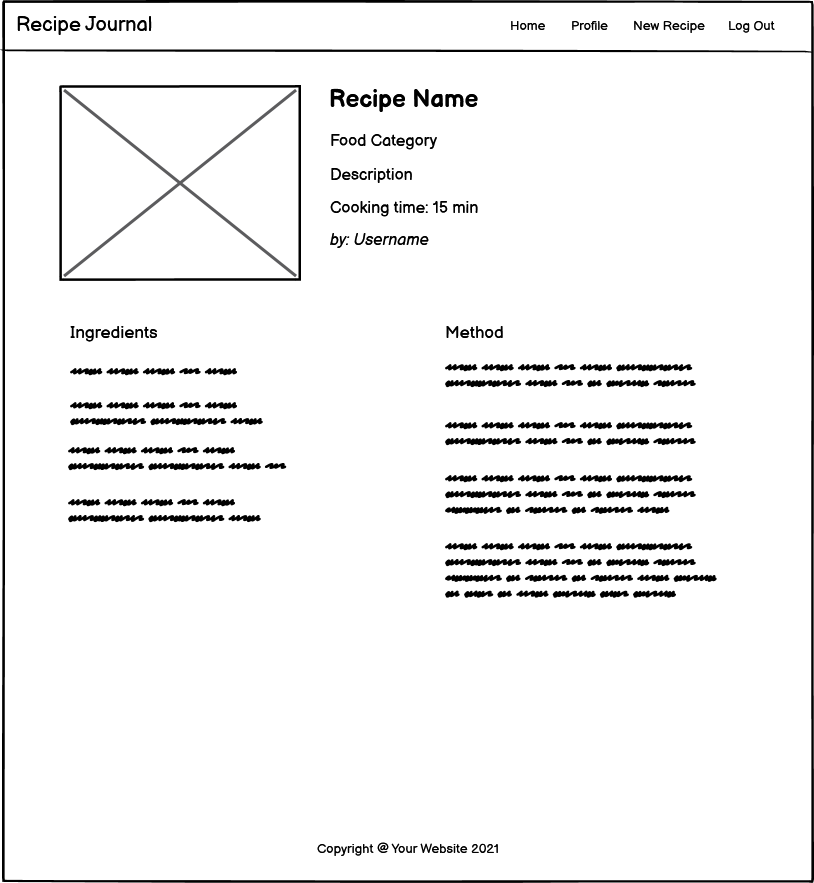 Recipe Journal
Home Profile New Recipe Log Out
Recipe Name
Food Category
Description
Cooking time: 15 min
by: Username
Ingredients
Method
Copyright @ Your Website 2021